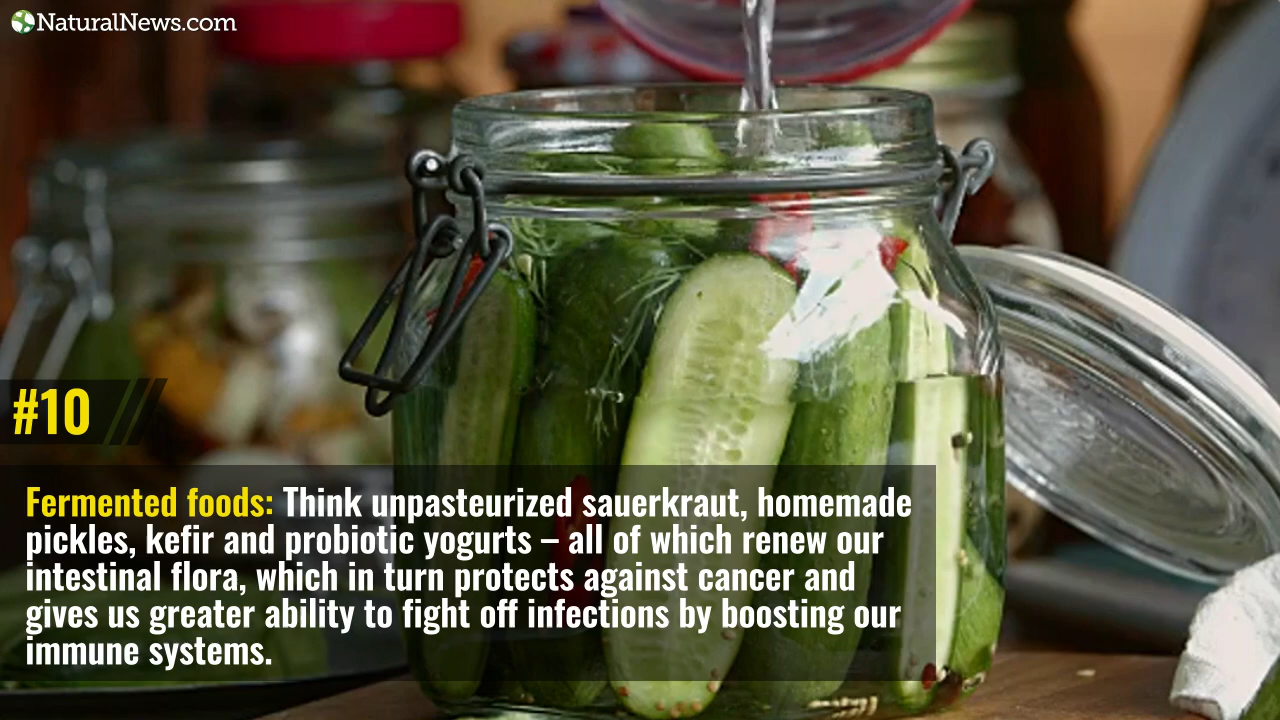 NaturalNews.com
#10
Fermented foods: Think unpasteurized sauerkraut, homemade
pickles, kefir and probiotic yogurts – all of which renew our
intestinal flora, which in turn protects against cancer and
gives us greater ability to fight off infections by boosting our
immune systems.